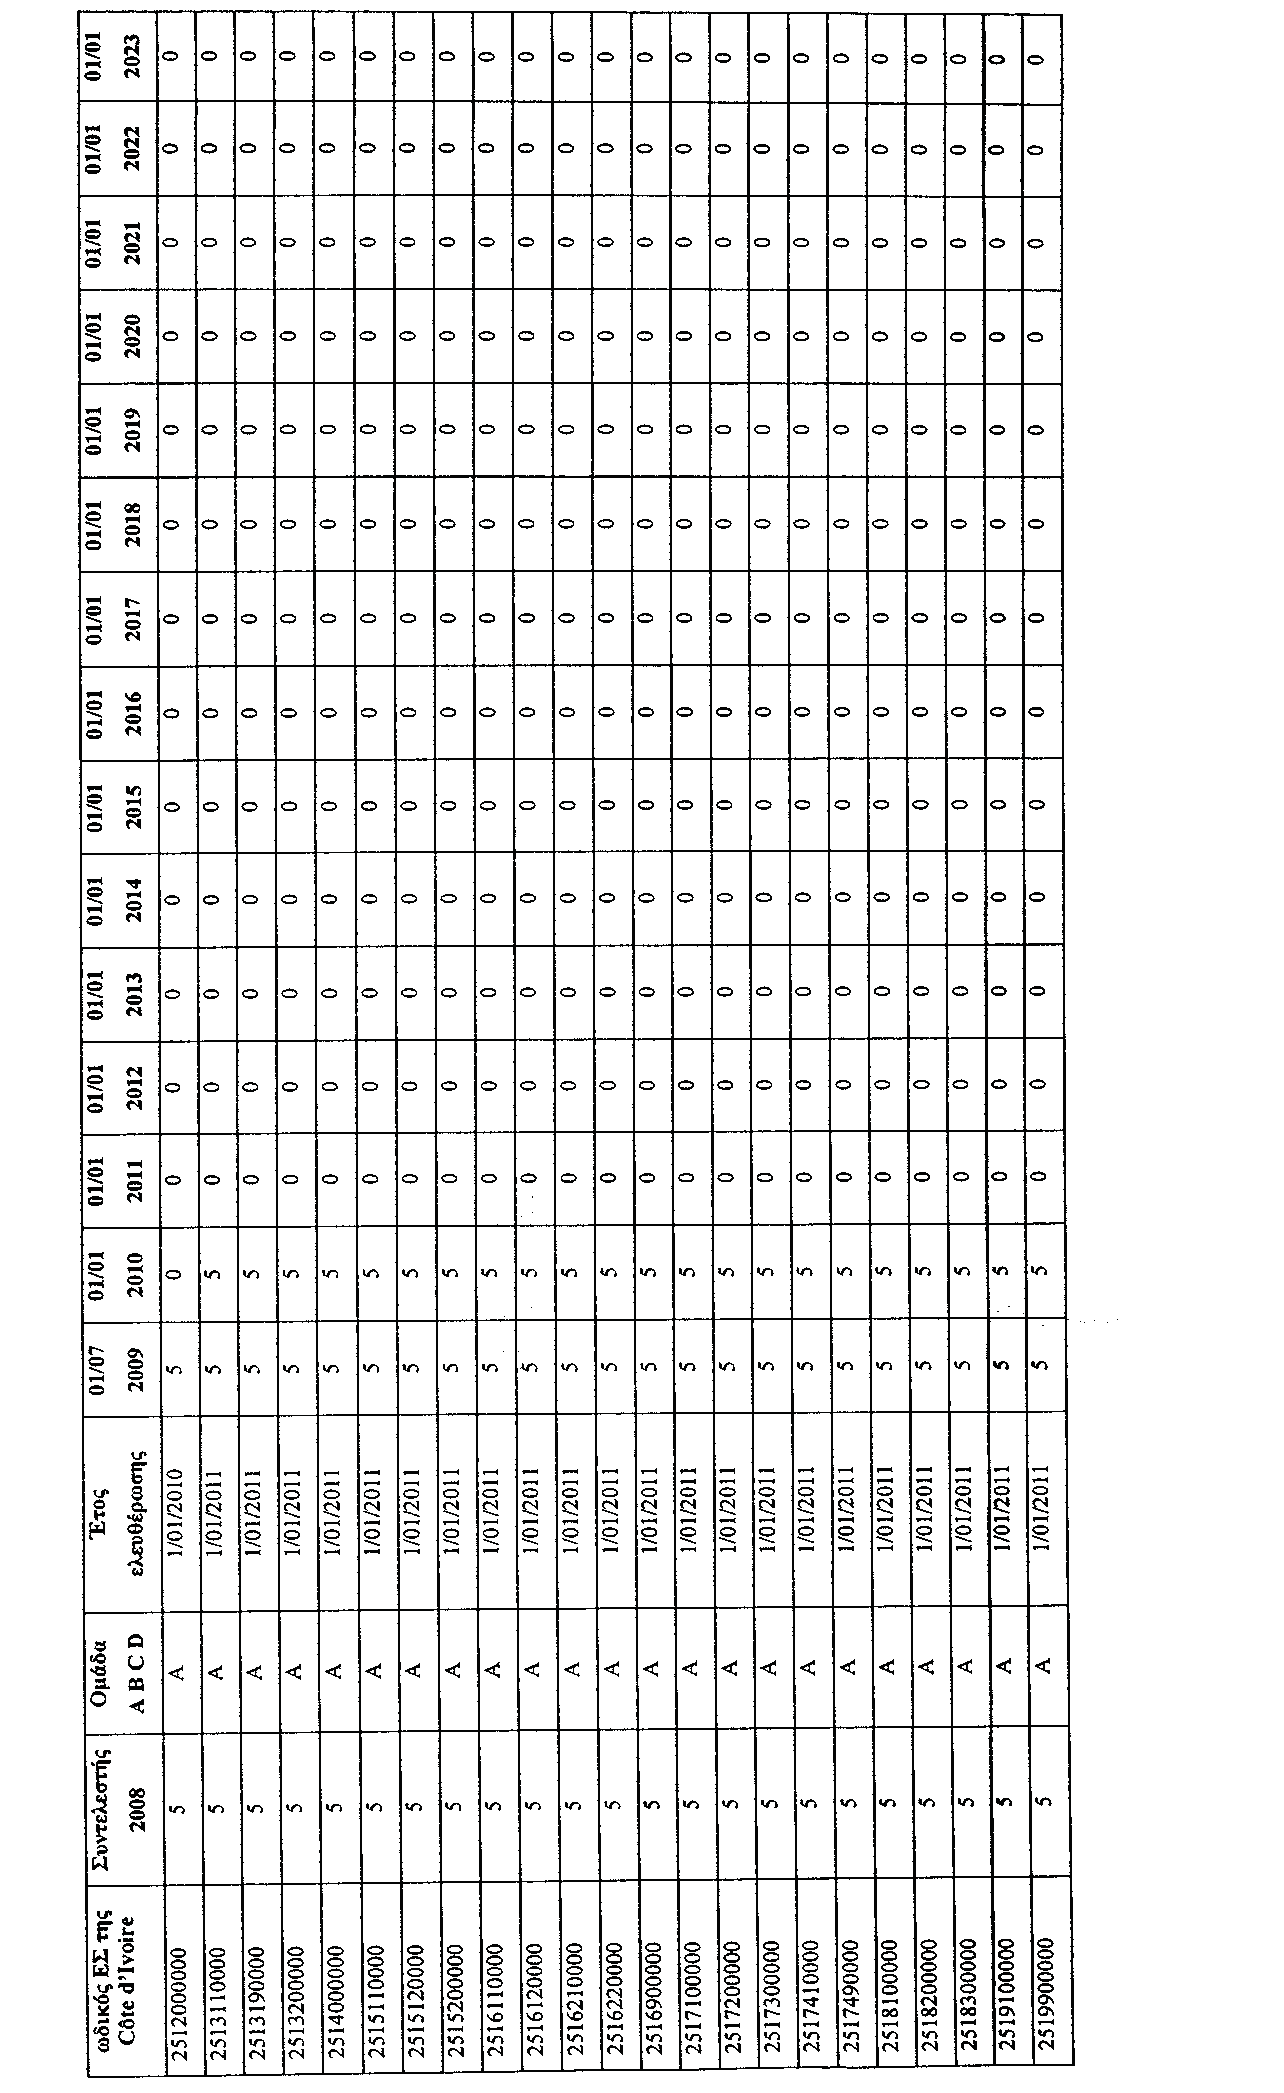 ωδικός ΕΣ της Côte d'Ivoire Συντελεστής 2008 Ομάδα A B C D Έτος ελευθέρωσης 01/07 2009 01/01 2010 01/01 2011 01/01 2012 01/01 2013 01/01 2014 01/01 2015 01/01 2016 01/01 2017 01/01 2018 01/01 2019 01/01 2020 01/01 2021 01/01 2022 01/01 2023
2512000000 5 A 1/01/2010 5 0 0 0 0 0 0 0 0 0 0 0 0 0 0
2513110000 5 A 1/01/2011 5 5 0 0 0 0 0 0 0 0 0 0 0 0 0
2513190000 5 A 1/01/2011 5 5 0 0 0 0 0 0 0 0 0 0 0 0 0
2513200000 5 A 1/01/2011 5 5 0 0 0 0 0 0 0 0 0 0 0 0 0
2514000000 5 A 1/01/2011 5 5 0 0 0 0 0 0 0 0 0 0 0 0 0
2515110000 5 A 1/01/2011 5 5 0 0 0 0 0 0 0 0 0 0 0 0 0
2515120000 5 A 1/01/2011 5 5 0 0 0 0 0 0 0 0 0 0 0 0 0
2515200000 5 A 1/01/2011 5 5 0 0 0 0 0 0 0 0 0 0 0 0 0
2516110000 5 A 1/01/2011 5 5 0 0 0 0 0 0 0 0 0 0 0 0 0
2516120000 5 A 1/01/2011 5 5 0 0 0 0 0 0 0 0 0 0 0 0 0
2516210000 5 A 1/01/2011 5 5 0 0 0 0 0 0 0 0 0 0 0 0 0
2516220000 5 A 1/01/2011 5 5 0 0 0 0 0 0 0 0 0 0 0 0 0
2516900000 5 A 1/01/2011 5 5 0 0 0 0 0 0 0 0 0 0 0 0 0
2517100000 5 A 1/01/2011 5 5 0 0 0 0 0 0 0 0 0 0 0 0 0
2517200000 5 A 1/01/2011 5 5 0 0 0 0 0 0 0 0 0 0 0 0 0
2517300000 5 A 1/01/2011 5 5 0 0 0 0 0 0 0 0 0 0 0 0 0
2517410000 5 A 1/01/2011 5 5 0 0 0 0 0 0 0 0 0 0 0 0 0
2517490000 5 A 1/01/2011 5 5 0 0 0 0 0 0 0 0 0 0 0 0 0
2518100000 5 A 1/01/2011 5 5 0 0 0 0 0 0 0 0 0 0 0 0 0
2518200000 5 A 1/01/2011 5 5 0 0 0 0 0 0 0 0 0 0 0 0 0
2518300000 5 A 1/01/2011 5 5 0 0 0 0 0 0 0 0 0 0 0 0 0
2519100000 5 A 1/01/2011 5 5 0 0 0 0 0 0 0 0 0 0 0 0 0
2519900000 5 A 1/01/2011 5 5 0 0 0 0 0 0 0 0 0 0 0 0 0